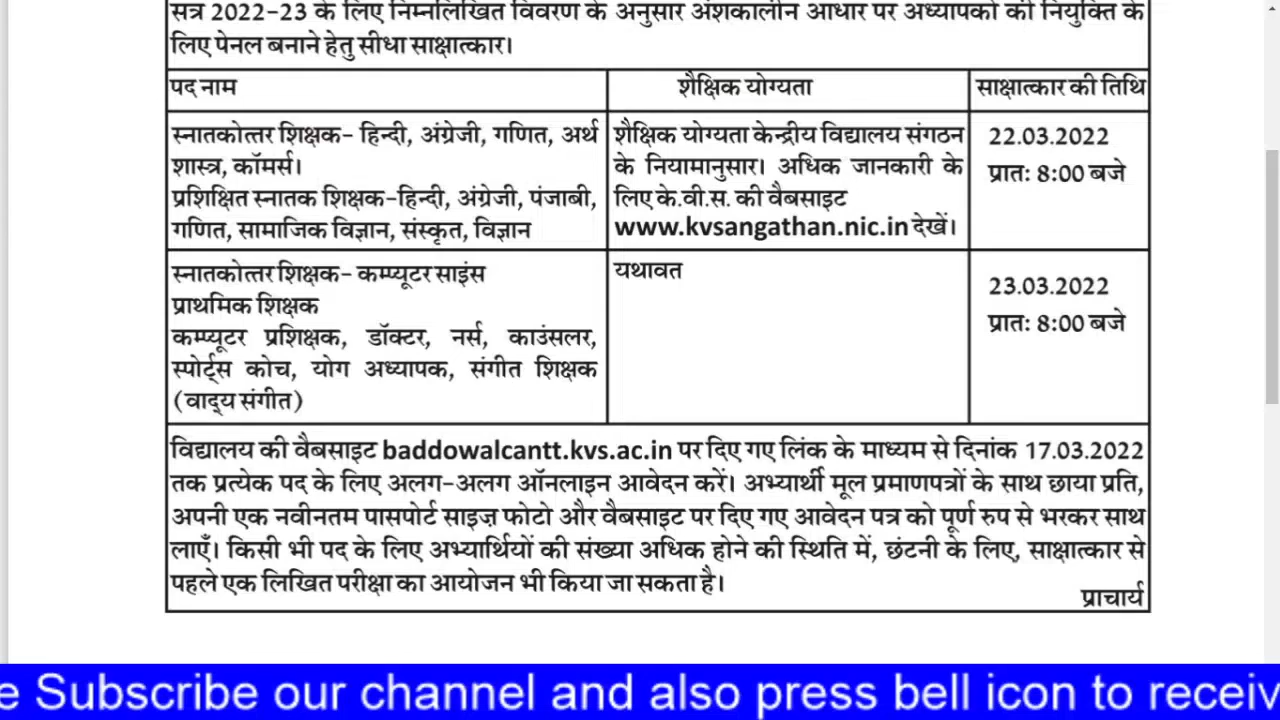 सत्र 2022-23 के लिए निम्नलिखित विवरण के अनुसार अंशकालीन आधार पर अध्यापकों की नियुक्ति के
लिए पेनल बनाने हेतु सीधा साक्षात्कार।
पद नाम
शैक्षिक योग्यता
साक्षात्कार की तिथि
स्नातकोत्तर शिक्षक- हिन्दी, अंग्रेजी, गणित, अर्थ
शास्त्र, कॉमर्स।
प्रशिक्षित स्नातक शिक्षक-हिन्दी, अंग्रेजी, पंजाबी,
गणित, सामाजिक विज्ञान, संस्कृत, विज्ञान
शैक्षिक योग्यता केन्द्रीय विद्यालय संगठन
के नियामानुसार। अधिक जानकारी के
लिए के.वी.स. की वैबसाइट
www.kvsangathan.nic.in देखें।
22.03.2022
प्रातः 8:00 बजे
स्नातकोत्तर शिक्षक- कम्प्यूटर साइंस
प्राथमिक शिक्षक
कम्प्यूटर प्रशिक्षक, डॉक्टर, नर्स, काउंसलर,
स्पोर्ट्स कोच, योग अध्यापक, संगीत शिक्षक
(वाद्य संगीत)
यथावत
23.03.2022
प्रातः 8:00 बजे
विद्यालय की वैबसाइट baddowalcantt.kvs.ac.in पर दिए गए लिंक के माध्यम से दिनांक 17.03.2022
तक प्रत्येक पद के लिए अलग-अलग ऑनलाइन आवेदन करें। अभ्यार्थी मूल प्रमाणपत्रों के साथ छाया प्रति,
अपनी एक नवीनतम पासपोर्ट साइज़ फोटो और वैबसाइट पर दिए गए आवेदन पत्र को पूर्ण रुप से भरकर साथ
लाएँ। किसी भी पद के लिए अभ्यार्थियों की संख्या अधिक होने की स्थिति में, छंटनी के लिए, साक्षात्कार से
पहले एक लिखित परीक्षा का आयोजन भी किया जा सकता है।
प्राचार्य
e Subscribe our channel and also press bell icon to receiv